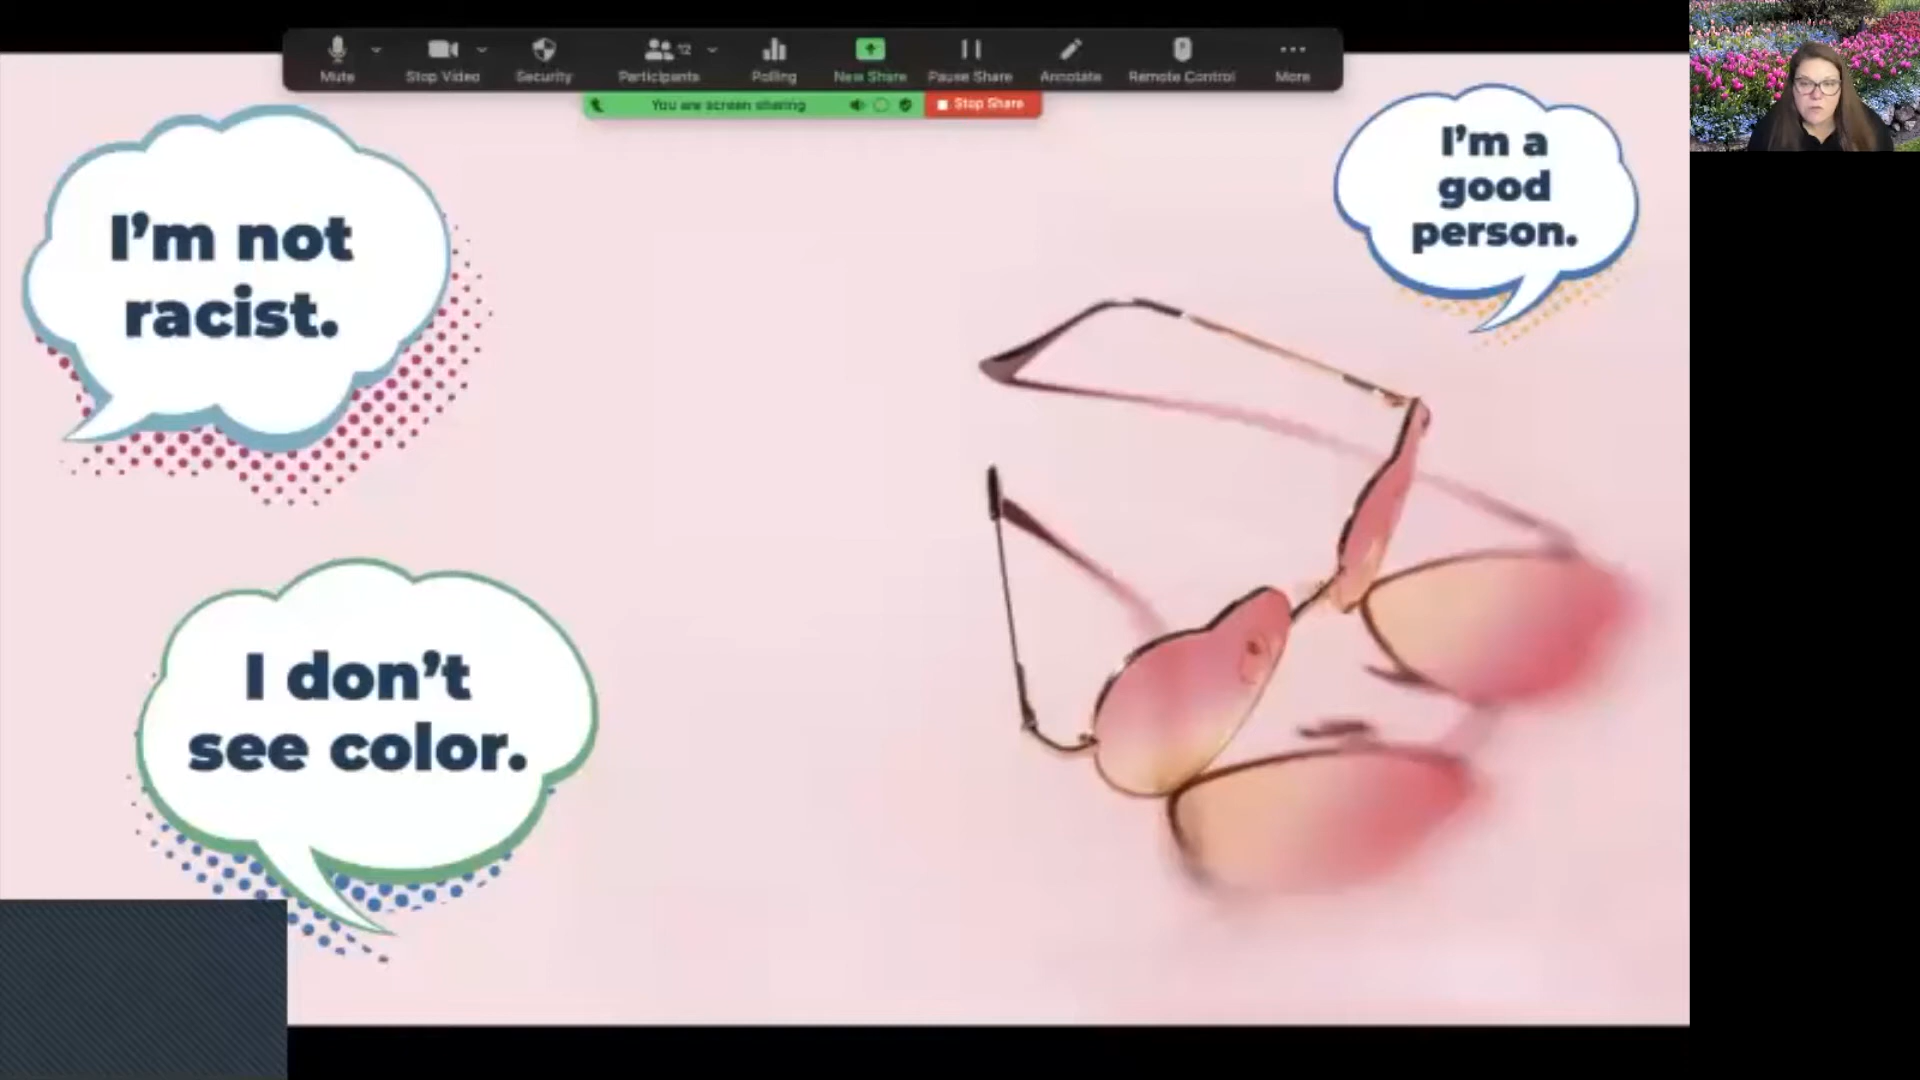 Mute
Stop Video
Security
12
Participants
Polling
New Share
Pause Share
Annotate
Remote Control
More
You are screen sharing
Stop Share
I'm not
racist.
I'm a
good
person.
I don't
see color.